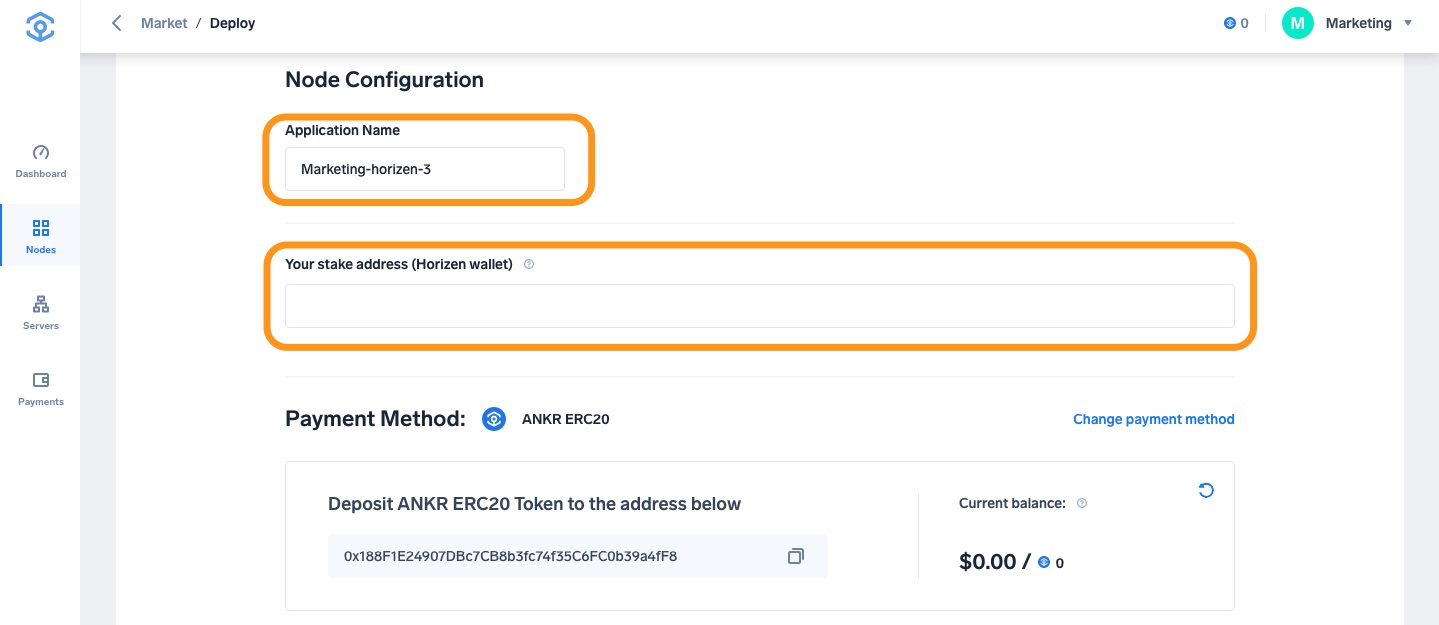 Market / Deploy
0
M
Marketing
Node Configuration
Application Name
Marketing-horizen-3
Dashboard
Nodes
Your stake address (Horizen wallet)
Servers
Payments
Payment Method: ANKR ERC20
Change payment method
Deposit ANKR ERC20 Token to the address below
0x188F1E24907DBc7CB8b3fc74f35C6FC0b39a4fF8
Current balance:
$0.00 / 0